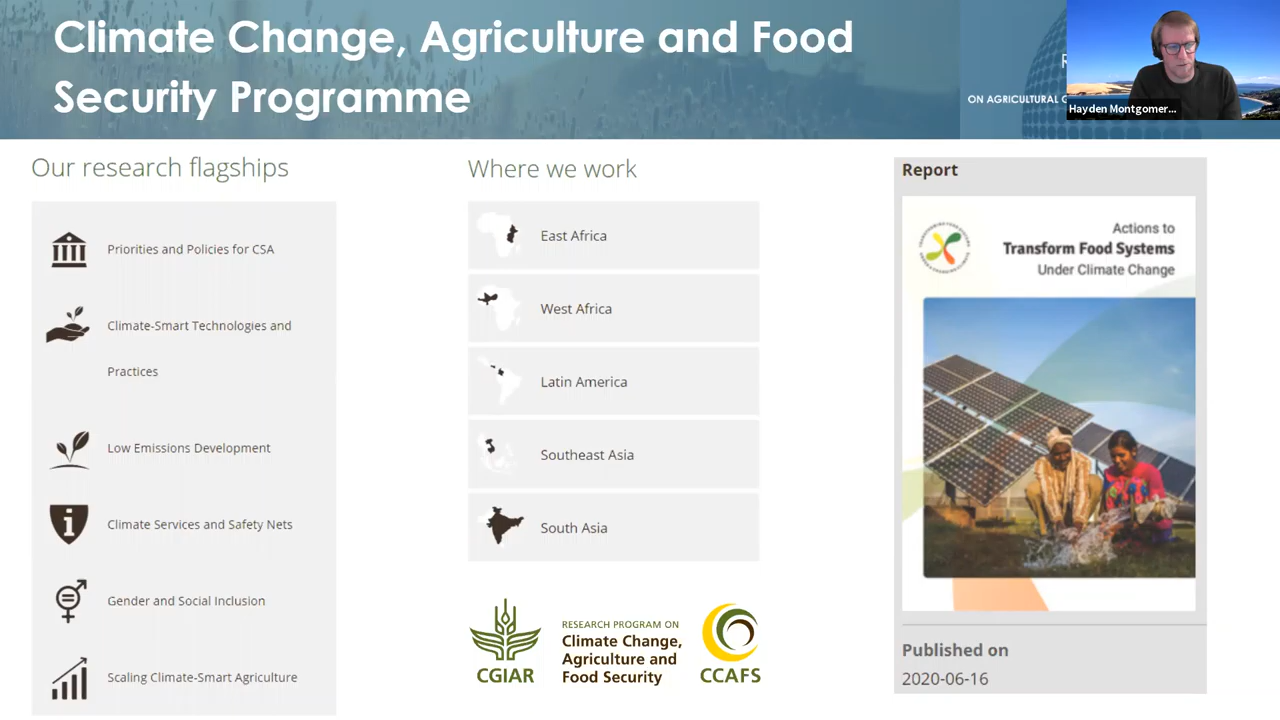 Climate Change, Agriculture and Food
Security Programme
R
ON AGRICULTURAL G
Hayden Montgomer...
Our research flagships
Priorities and Policies for CSA
Climate-Smart Technologies and
Practices
Low Emissions Development
Climate Services and Safety Nets
Gender and Social Inclusion
Scaling Climate-Smart Agriculture
Where we work
East Africa
West Africa
Latin America
Southeast Asia
South Asia
CGIAR
RESEARCH PROGRAM ON
Climate Change,
Agriculture and
Food Security
CCAFS
Report
Actions to
Transform Food Systems
Under Climate Change
Published on
2020-06-16